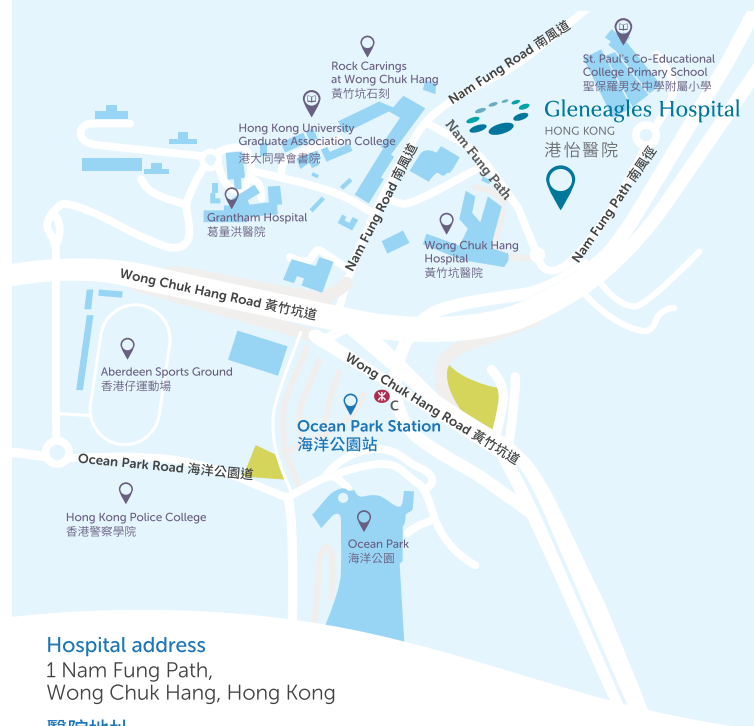 Nam Fung Road 南風道
Rock Carvings
at Wong Chuk Hang
黃竹坑石刻
St. Paul's Co-Educational
College Primary School
聖保羅男女中學附屬小學
Hong Kong University
Graduate Association College
港大同學會書院
Gleneagles Hospital
HONG KONG
港怡醫院
Nam Fung Path
Nam Fung Road 南風道
Nam Fung Path 南風徑
Grantham Hospital
葛量洪醫院
Wong Chuk Hang
Hospital
黃竹坑醫院
Wong Chuk Hang Road 黃竹坑道
Aberdeen Sports Ground
香港仔運動場
Wong Chuk Hang Road 黃竹坑道
C
Ocean Park Station
海洋公園站
Ocean Park Road 海洋公園道
Hong Kong Police College
香港警察學院
Ocean Park
海洋公園
Hospital address
1 Nam Fung Path,
Wong Chuk Hang, Hong Kong